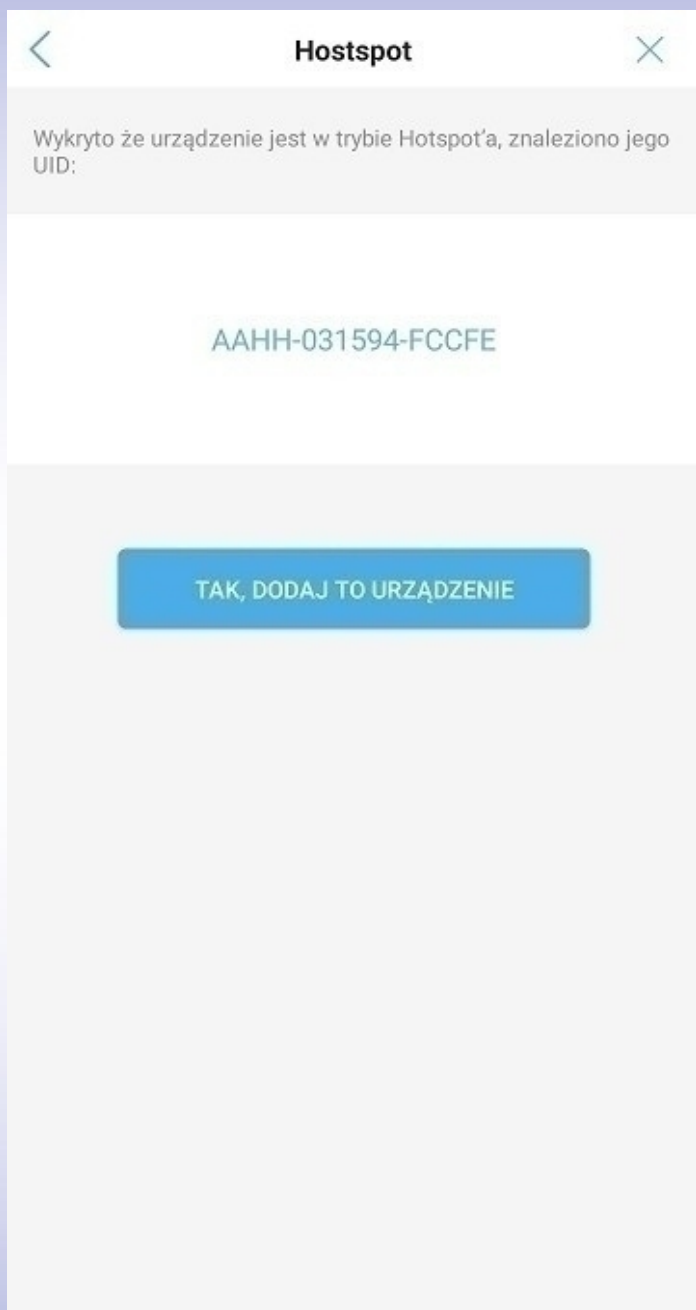 Hostspot
Wykryto że urządzenie jest w trybie Hotspot'a, znaleziono jego
UID:
AAHH-031594-FCCFE
TAK, DODAJ TO URZĄDZENIE